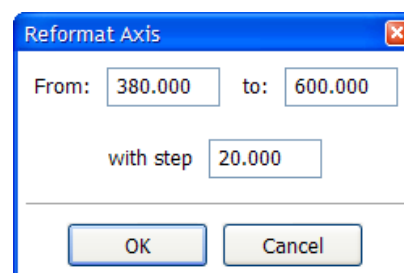 Reformat Axis
From: 380.000 to: 600.000
with step 20.000
OK Cancel